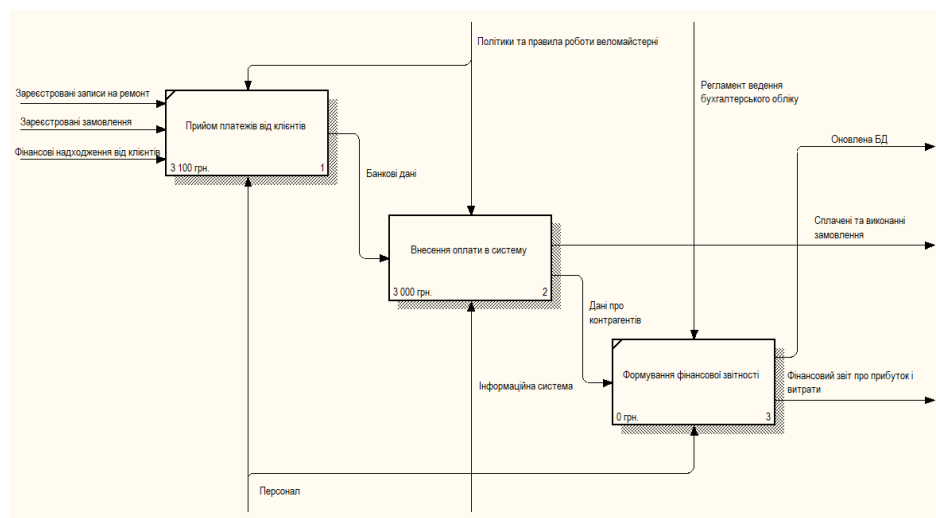 Політики та правила роботи веломайстерні
Регламент ведення
бухгалтерського обліку
Зареєстровані записи на ремонт
Зареєстровані замовлення
Фінансові надходження від клієнтів
Прийом платежів від клієнтів
3 100 грн.
1
Банкові дані
Оновлена БД
Внесення оплати в систему
3 000 грн.
2
Сплачені та виконанні
замовлення
Дані про
контрагентів
Формування фінансової звітності
0 грн.
3
Фінансовий звіт про прибуток і
витрати
Інформаційна система
Персонал